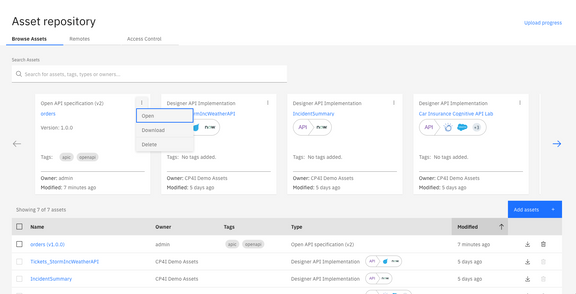 Asset repository
Upload progress
Browse Assets Remotes Access Control
Search Assets
Search for assets, tags, types or owners...
Open API specification (v2)
orders
Version: 1.0.0
Tags: apic openapi
Owner: admin
Modified: 7 minutes ago
Open
Download
Delete
Designer API Implementation
No tags added.
Owner: CP4I Demo Assets
Modified: 5 days ago
Designer API Implementation
IncidentSummary
API
Tags: No tags added.
Owner: CP4I Demo Assets
Modified: 5 days ago
Designer API Implementation
Car Insurance Cognitive API Lab
API +3
Tags: No tags added.
Owner: CP4I Demo Assets
Modified: 5 days ago
Showing 7 of 7 assets
Add assets +
Name Owner Tags Type Modified
orders (v1.0.0) admin apic openapi Open API specification (v2) 7 minutes ago
Tickets_StormIncWeatherAPI CP4I Demo Assets Designer API Implementation API 5 days ago
IncidentSummary CP4I Demo Assets Designer API Implementation API 5 days ago